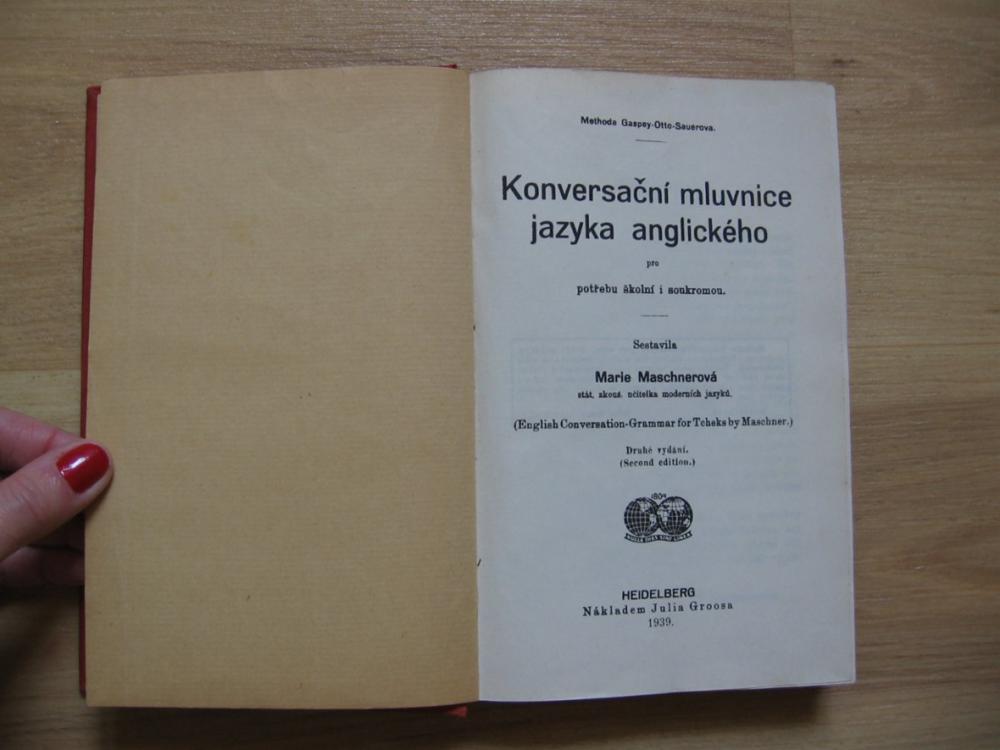 Methoda Gaspey-Otto-Sauerova.
Konversační mluvnice
jazyka anglického
pro
potřebu školní i soukromou.
Sestavila
Marie Maschnerová
stát. zkouš. učitelka moderních jazyků.
(English Conversation-Grammar for Tcheks by Maschner.)
Druhé vydání.
(Second edition.)
1804
HEIDELBERG
Nákladem Julia Groosa
1939.